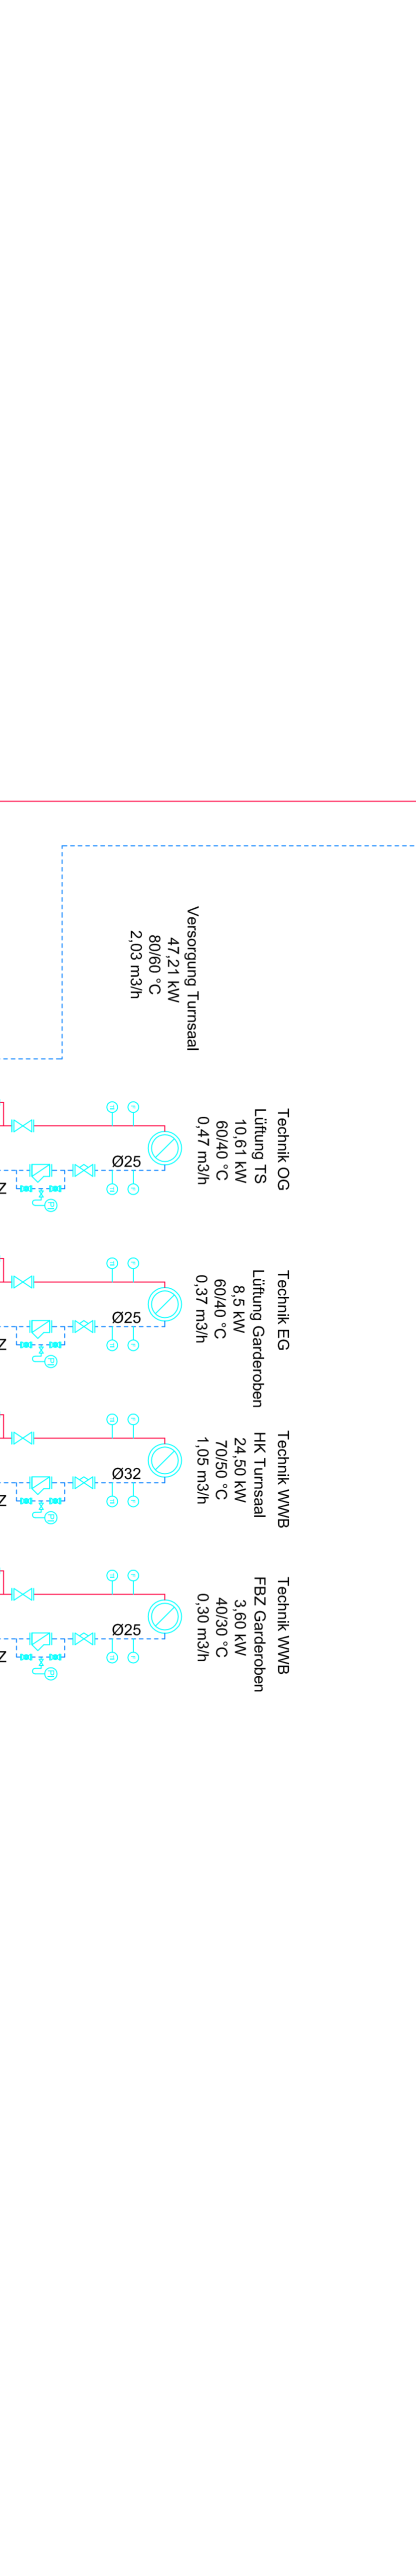 Versorgung Turnsaal
47,21 kW
80/60 °C
2,03 m3/h
Technik OG
Lüftung TS
10,61 kW
60/40 °C
0,47 m3/h
Ø25
Technik EG
Lüftung Garderoben
8,5 kW
60/40 °C
0,37 m3/h
Ø25
Technik WWB
HK Turnsaal
24,50 kW
70/50 °C
1,05 m3/h
Ø32
Technik WWB
FBZ Garderoben
3,60 kW
40/30 °C
0,30 m3/h
Ø25